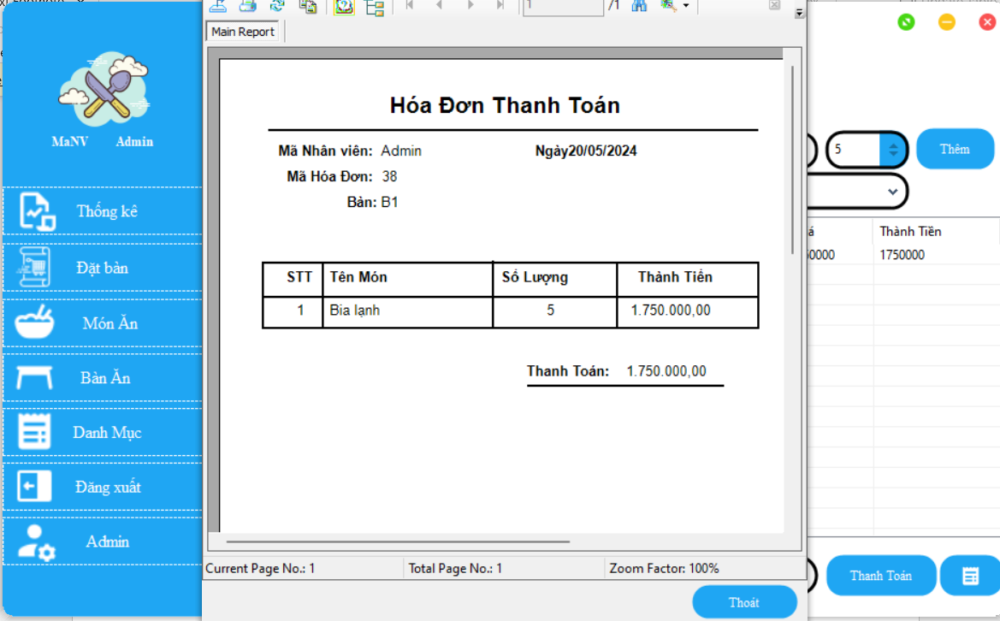 /1
Main Report
MaNV Admin
Thống kê
Đặt bàn
Món Ăn
Bàn Ăn
Danh Mục
Đăng xuất
Admin
Hóa Đơn Thanh Toán
Mã Nhân viên: Admin Ngày20/05/2024
Mã Hóa Đơn: 38
Bàn: B1
STT Tên Món Số Lượng Thành Tiền
1 Bia lạnh 5 1.750.000,00
Thanh Toán: 1.750.000,00
Current Page No.: 1 Total Page No.: 1 Zoom Factor: 100%
Thoát
5 Thêm
Thành Tiền
1750000
Thanh Toán